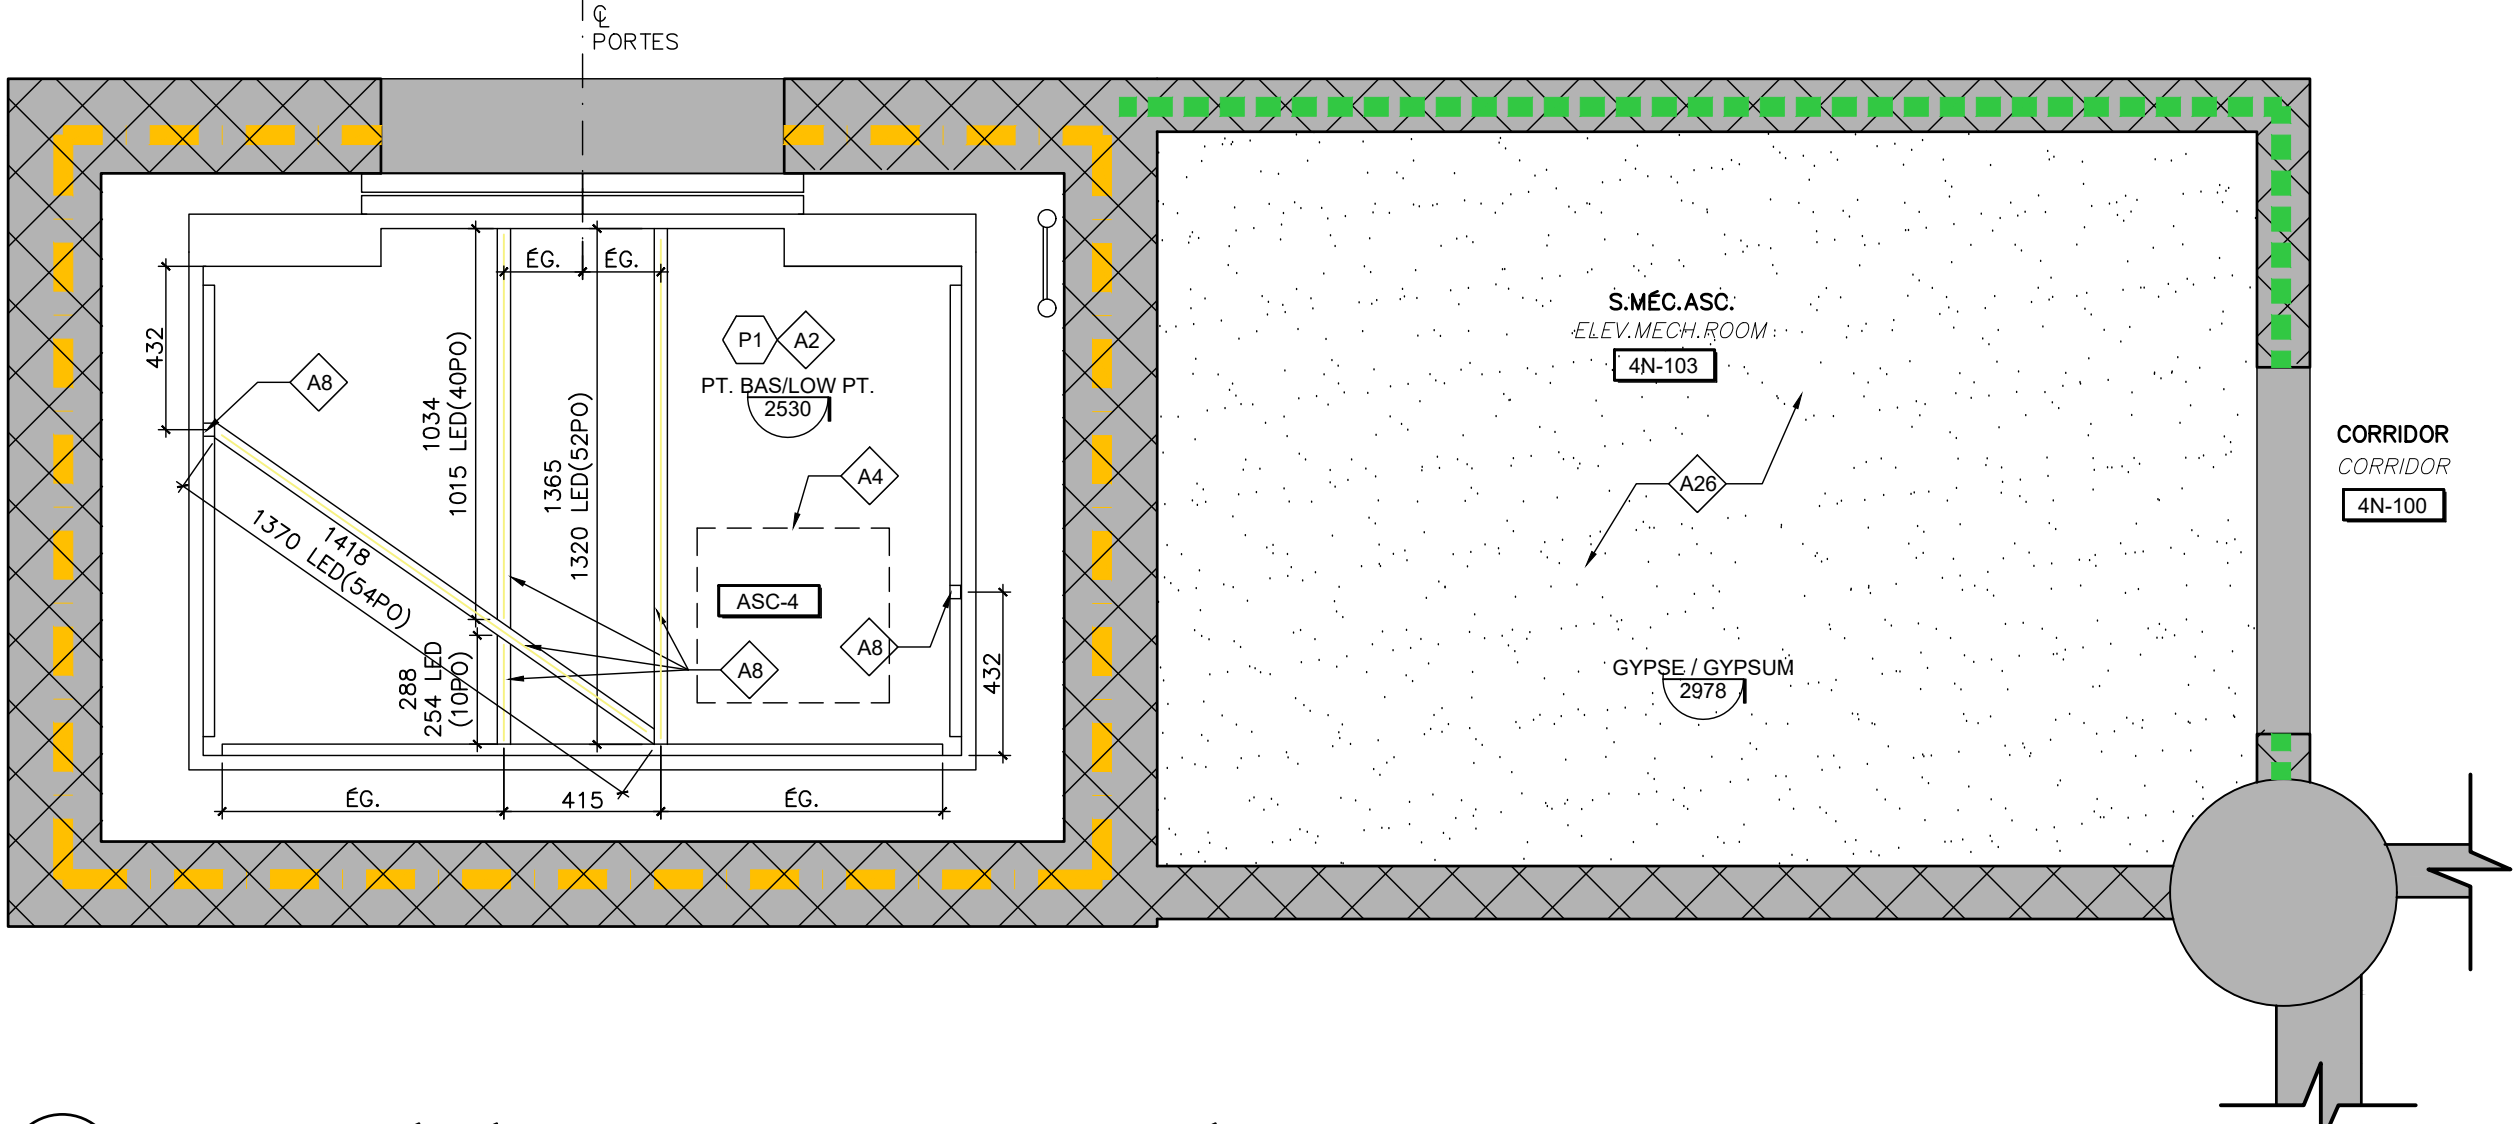 ℄
PORTES
ÉG.
ÉG.
432
A8
1034
1015 LED(40PO)
1365
1320 LED(52PO)
P1
A2
PT. BAS/LOW PT.
2530
A4
1418
1370 LED(54PO)
ASC-4
A8
A8
288
254 LED
(10PO)
432
ÉG.
415
ÉG.
S.MÉC.ASC.
ELEV.MECH.ROOM
4N-103
A26
GYPSE / GYPSUM
2978
CORRIDOR
CORRIDOR
4N-100